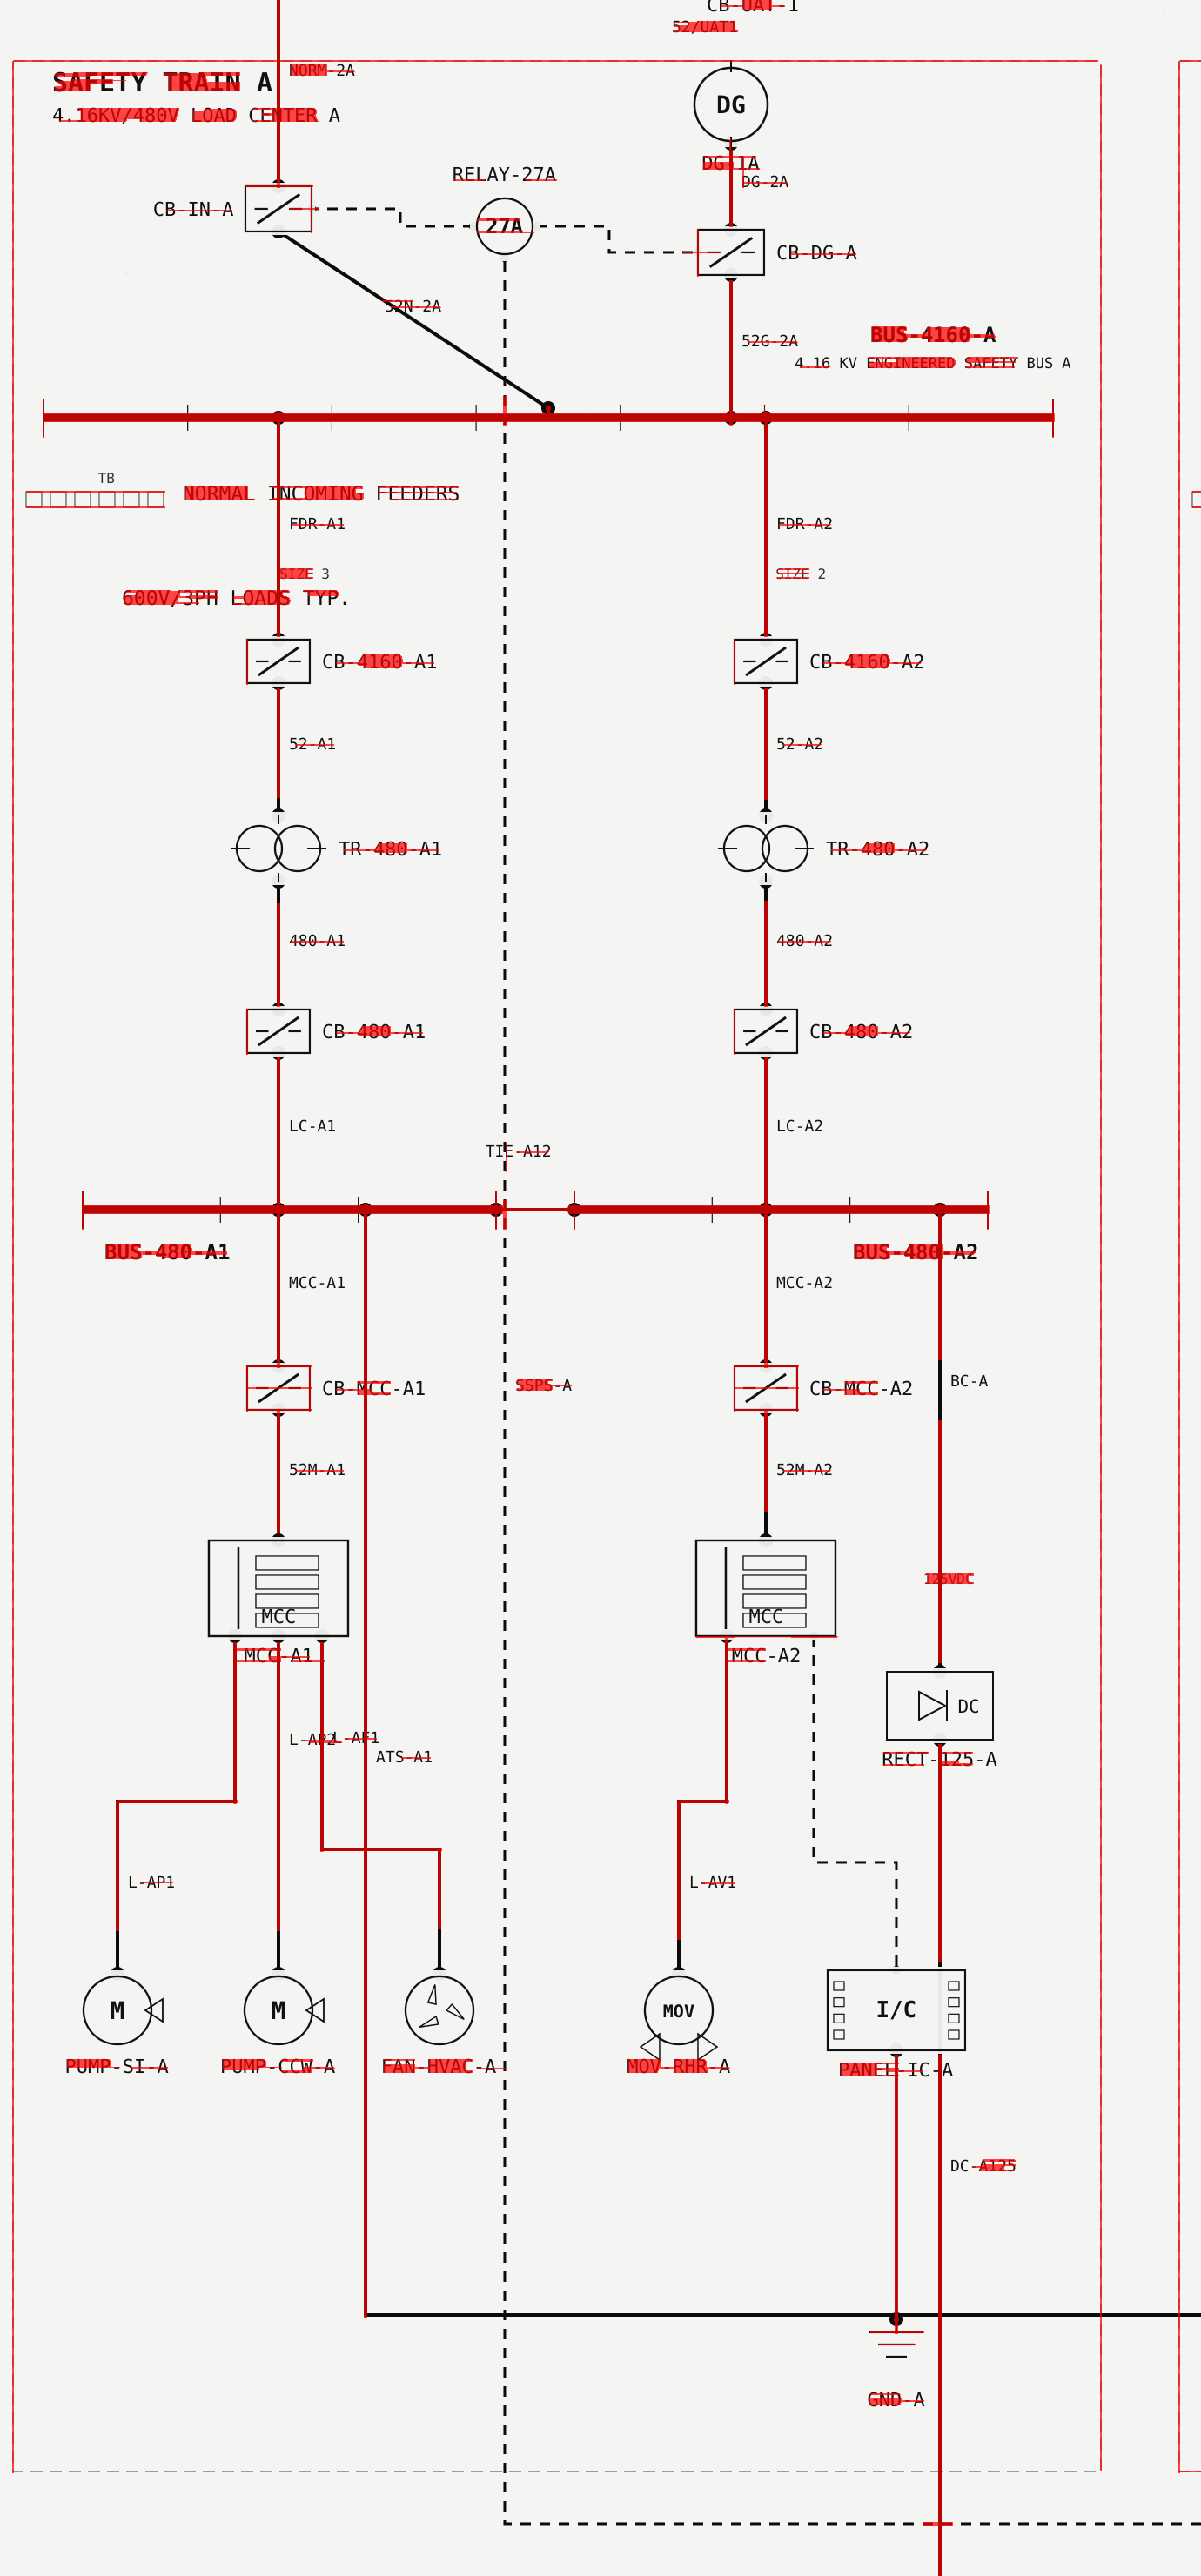 CB-UAT-1
52/UAT1
NORM-2A
SAFETY TRAIN A
4.16KV/480V LOAD CENTER A
DG
DG-1A
DG-2A
RELAY-27A
CB-IN-A
27A
CB-DG-A
52N-2A
52G-2A
BUS-4160-A
4.16 KV ENGINEERED SAFETY BUS A
TB
NORMAL INCOMING FEEDERS
FDR-A1
FDR-A2
SIZE 3
SIZE 2
600V/3PH LOADS TYP.
CB-4160-A1
CB-4160-A2
52-A1
52-A2
TR-480-A1
TR-480-A2
480-A1
480-A2
CB-480-A1
CB-480-A2
LC-A1
LC-A2
TIE-A12
BUS-480-A1
BUS-480-A2
MCC-A1
MCC-A2
BC-A
CB-MCC-A1
SSPS-A
CB-MCC-A2
52M-A1
52M-A2
125VDC
MCC
MCC
MCC-A1
MCC-A2
DC
L-AP2
L-AF1
ATS-A1
RECT-125-A
L-AP1
L-AV1
M
M
MOV
I/C
PUMP-SI-A
PUMP-CCW-A
FAN-HVAC-A
MOV-RHR-A
PANEL-IC-A
DC-A125
GND-A